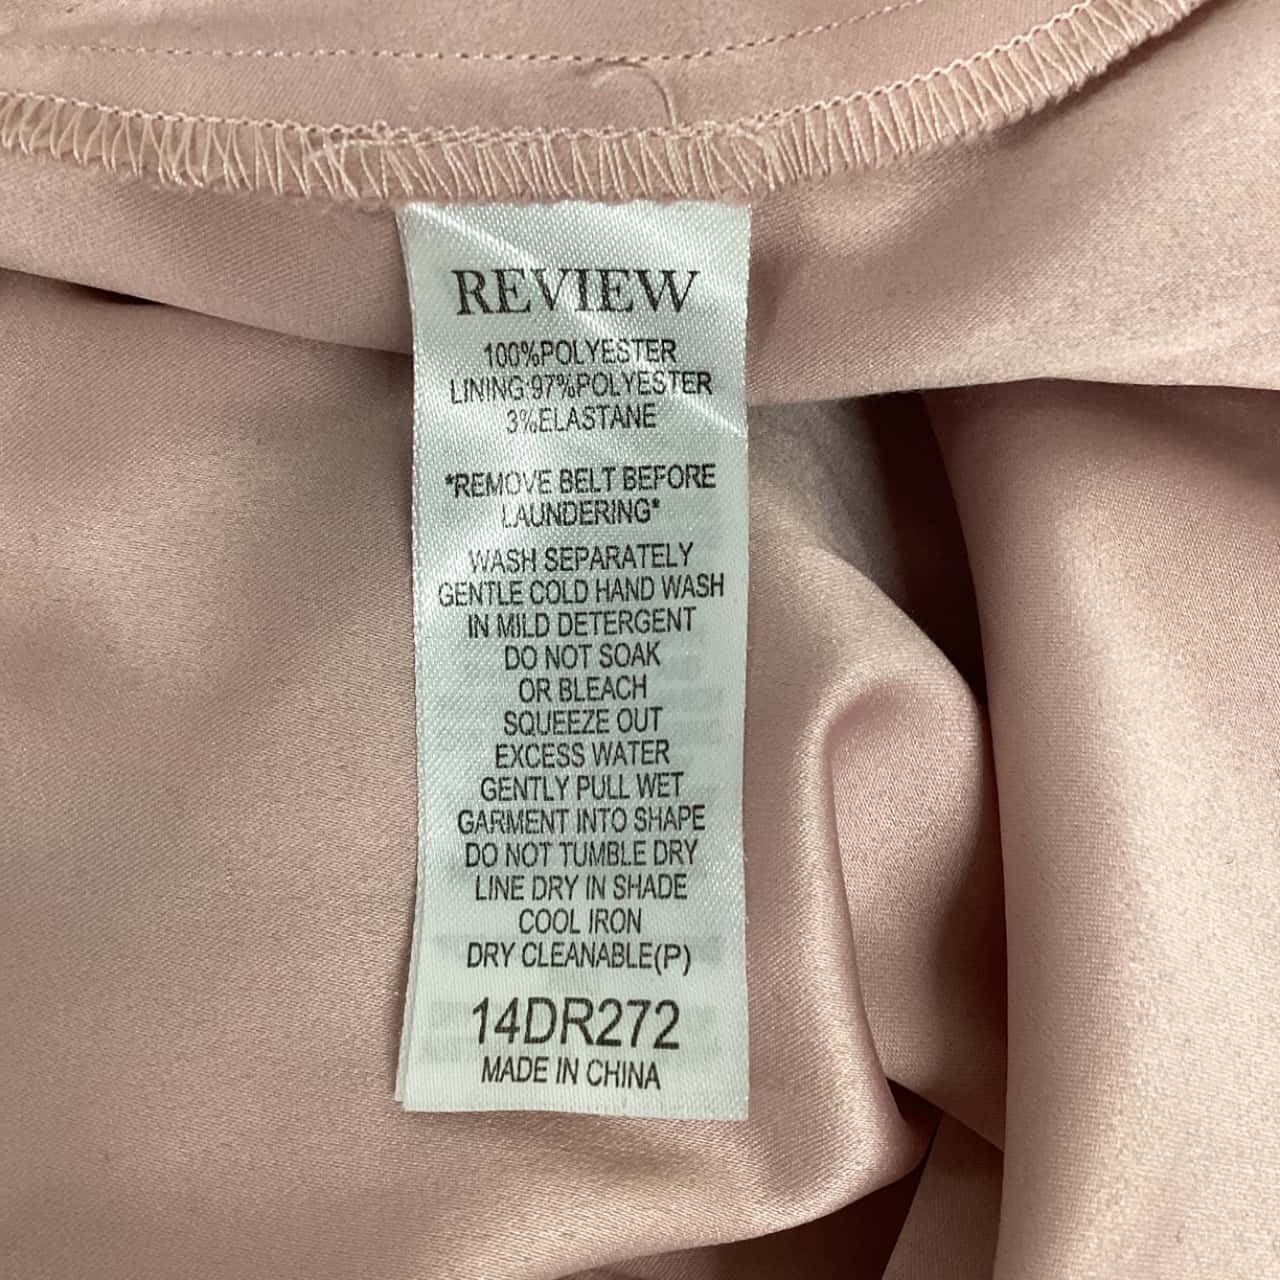 REVIEW
100%POLYESTER
LINING:97%POLYESTER
3%ELASTANE
*REMOVE BELT BEFORE
LAUNDERING*
WASH SEPARATELY
GENTLE COLD HAND WASH
IN MILD DETERGENT
DO NOT SOAK
OR BLEACH
SQUEEZE OUT
EXCESS WATER
GENTLY PULL WET
GARMENT INTO SHAPE
DO NOT TUMBLE DRY
LINE DRY IN SHADE
COOL IRON
DRY CLEANABLE(P)
14DR272
MADE IN CHINA